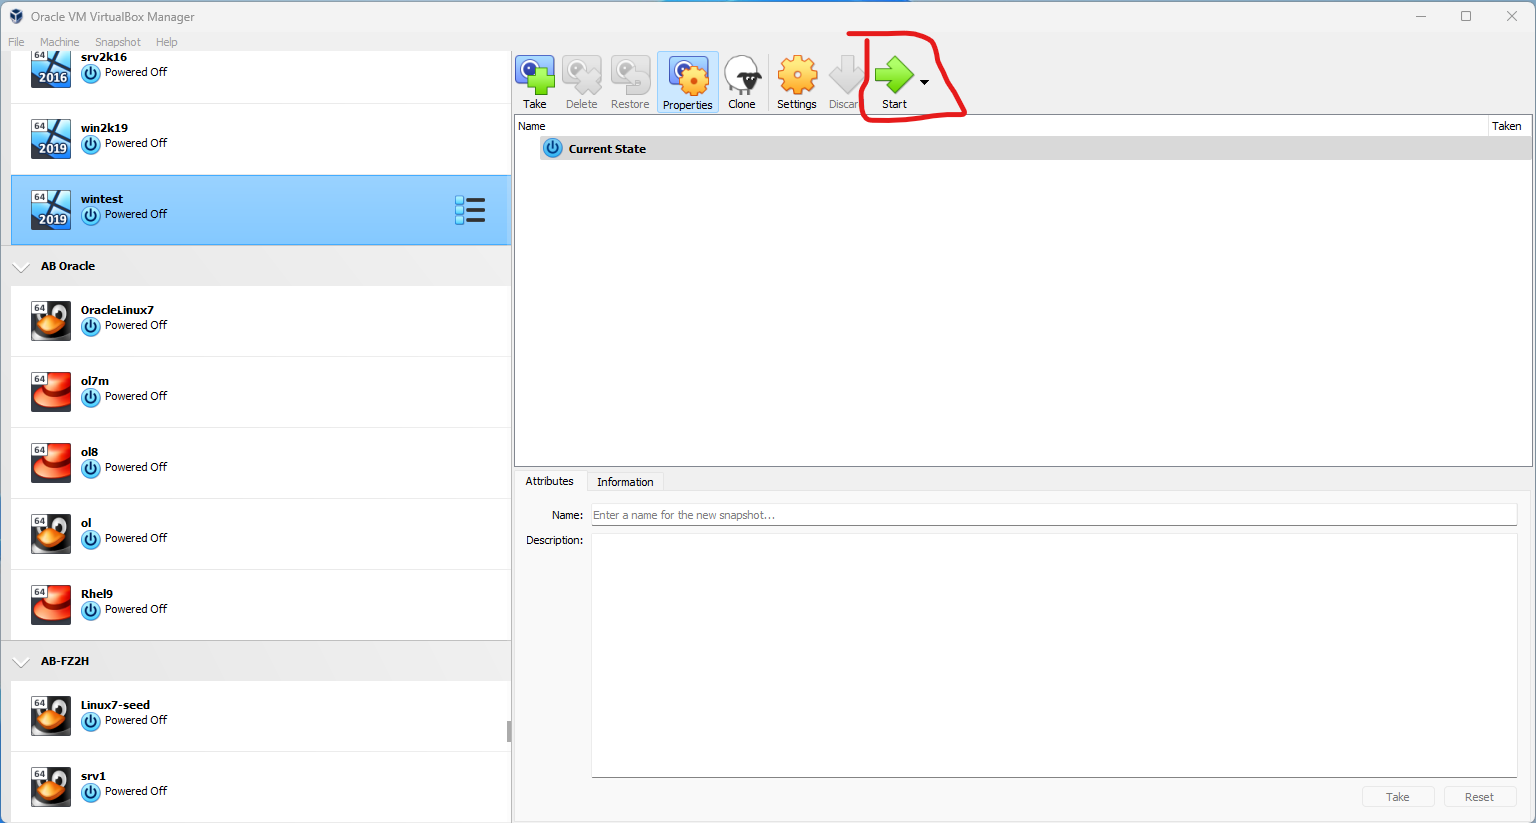 Oracle VM VirtualBox Manager
File Machine Snapshot Help
srv2k16
64 2016 Powered Off
win2k19
64 2019 Powered Off
wintest
64 2019 Powered Off
AB Oracle
OracleLinux7
64 Powered Off
ol7m
64 Powered Off
ol8
64 Powered Off
ol
64 Powered Off
Rhel9
64 Powered Off
AB-FZ2H
Linux7-seed
64 Powered Off
srv1
64 Powered Off
Take Delete Restore Properties Clone Settings Discar Start
Name Taken
Current State
Attributes Information
Name: Enter a name for the new snapshot...
Description:
Take Reset